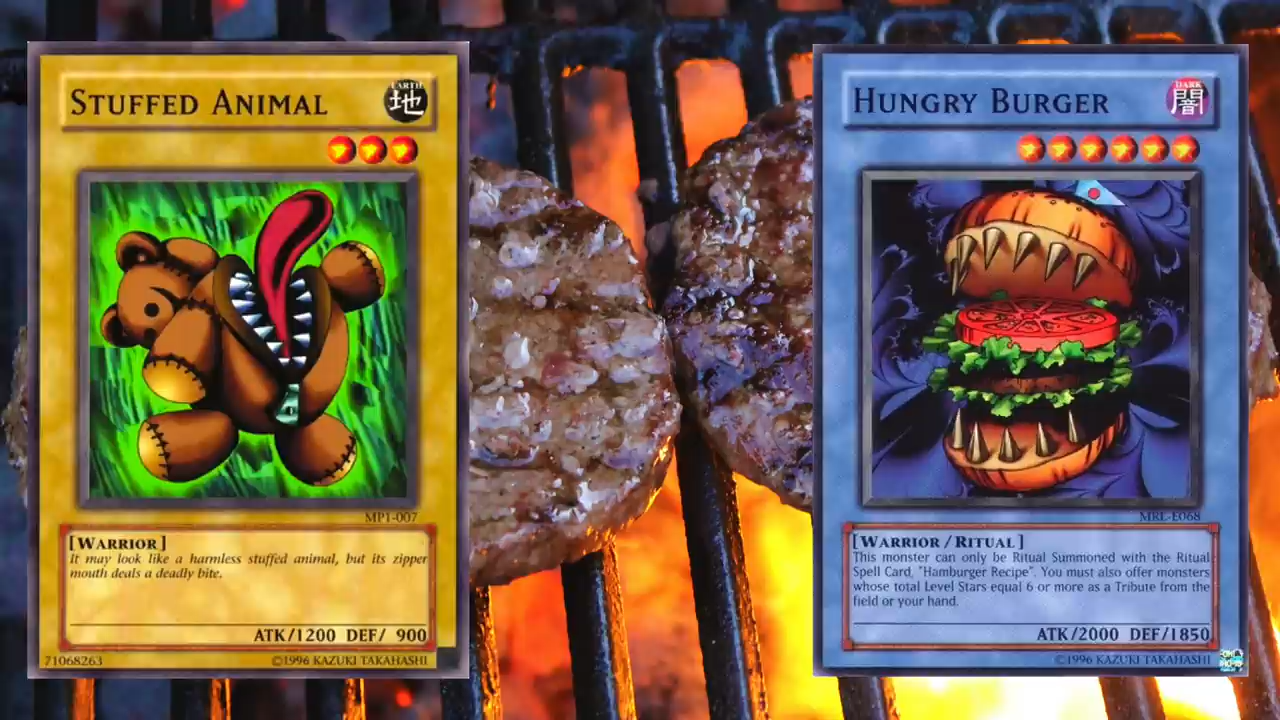 STUFFED ANIMAL
EARTH
地
MP1-007
[WARRIOR]
It may look like a harmless stuffed animal, but its zipper
mouth deals a deadly bite.
ATK/1200 DEF/ 900
71068263
©1996 KAZUKI TAKAHASHI
HUNGRY BURGER
DARK
闇
MRL-E068
[WARRIOR/RITUAL]
This monster can only be Ritual Summoned with the Ritual
Spell Card, "Hamburger Recipe". You must also offer monsters
whose total Level Stars equal 6 or more as a Tribute from the
field or your hand.
ATK/2000 DEF/1850
©1996 KAZUKI TAKAHASHI